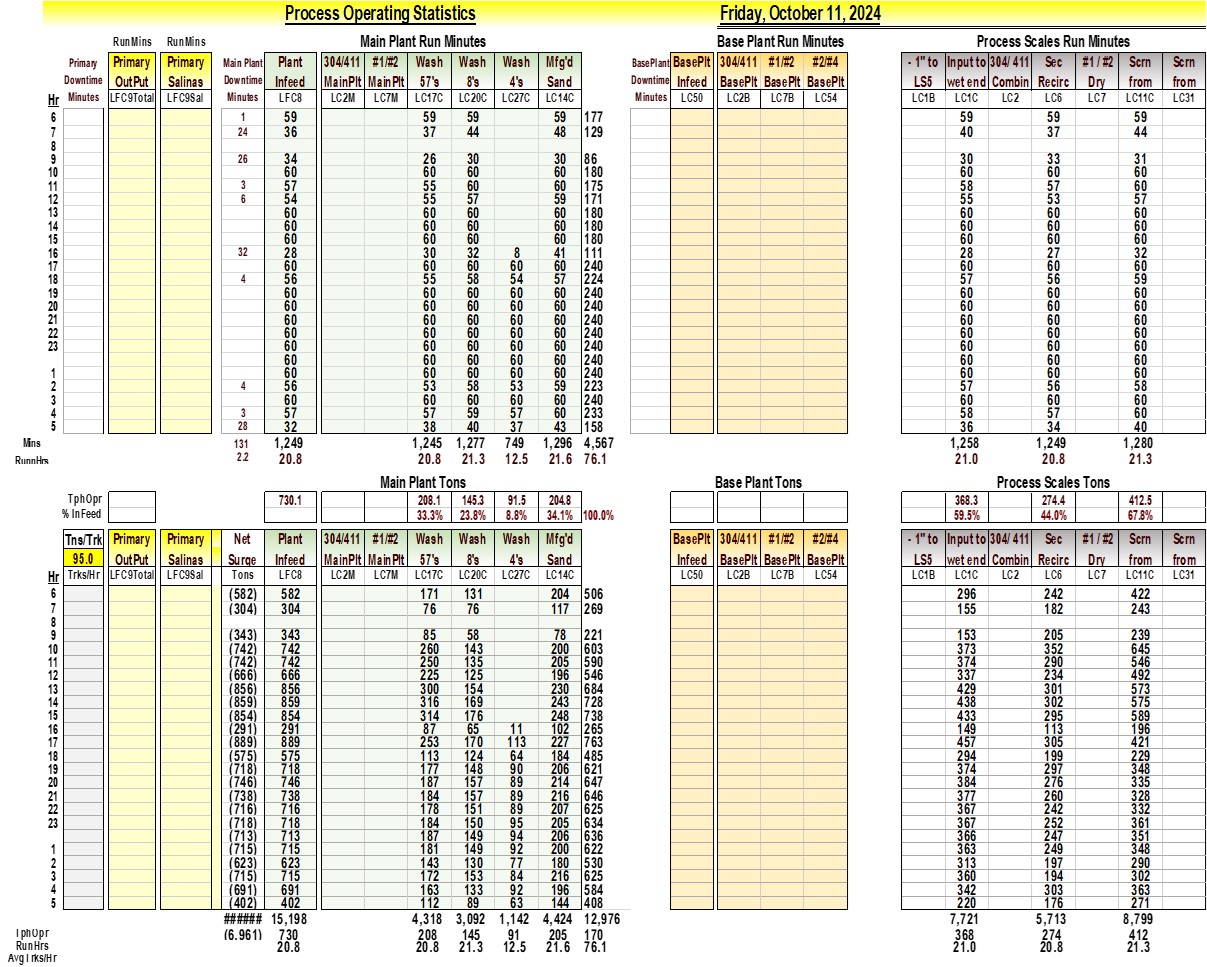 Process Operating Statistics Friday, October 11, 2024
RunMins RunMins Main Plant Run Minutes Base Plant Run Minutes Process Scales Run Minutes
Primary Primary Primary Main Plant Plant 304/411 #1/#2 Wash Wash Wash Mfg'd BasePlant BasePlt 304/411 #1/#2 #2/#4 - 1" to Input to 304/ 411 Sec #1 / #2 Scrn Scrn
Downtime OutPut Salinas Downtime Infeed MainPlt MainPlt 57's 8's 4's Sand Downtime Infeed BasePlt BasePlt BasePlt LS5 wet end Combin Recirc Dry from from
Hr Minutes LFC9Total LFC9Sal Minutes LFC8 LC2M LC7M LC17C LC20C LC27C LC14C Minutes LC50 LC2B LC7B LC54 LC1B LC1C LC2 LC6 LC7 LC11C LC31
6 1 59 59 59 59 177 59 59 59
7 24 36 37 44 48 129 40 37 44
8
9 26 34 26 30 30 86 30 33 31
10 60 60 60 60 180 60 60 60
11 3 57 55 60 60 175 58 57 60
12 6 54 55 57 59 171 55 53 57
13 60 60 60 60 180 60 60 60
14 60 60 60 60 180 60 60 60
15 60 60 60 60 180 60 60 60
16 32 28 30 32 8 41 111 28 27 32
17 60 60 60 60 60 240 60 60 60
18 4 56 55 58 54 57 224 57 56 59
19 60 60 60 60 60 240 60 60 60
20 60 60 60 60 60 240 60 60 60
21 60 60 60 60 60 240 60 60 60
22 60 60 60 60 60 240 60 60 60
23 60 60 60 60 60 240 60 60 60
60 60 60 60 60 240 60 60 60
1 60 60 60 60 60 240 60 60 60
2 4 56 53 58 53 59 223 57 56 58
3 60 60 60 60 60 240 60 60 60
4 3 57 57 59 57 60 233 58 57 60
5 28 32 38 40 37 43 158 36 34 40
Mins 131 1,249 1,245 1,277 749 1,296 4,567 1,258 1,249 1,280
RunnHrs 2.2 20.8 20.8 21.3 12.5 21.6 76.1 21.0 20.8 21.3
Main Plant Tons Base Plant Tons Process Scales Tons
TphOpr 730.1 208.1 145.3 91.5 204.8 368.3 274.4 412.5
% InFeed 33.3% 23.8% 8.8% 34.1% 100.0% 59.5% 44.0% 67.8%
Tns/Trk Primary Primary Net Plant 304/411 #1/#2 Wash Wash Wash Mfg'd BasePlt 304/411 #1/#2 #2/#4 - 1" to Input to 304/ 411 Sec #1 / #2 Scrn Scrn
95.0 OutPut Salinas Surge Infeed MainPlt MainPlt 57's 8's 4's Sand Infeed BasePlt BasePlt BasePlt LS5 wet end Combin Recirc Dry from from
Hr Trks/Hr LFC9Total LFC9Sal Tons LFC8 LC2M LC7M LC17C LC20C LC27C LC14C LC50 LC2B LC7B LC54 LC1B LC1C LC2 LC6 LC7 LC11C LC31
6 (582) 582 171 131 204 506 296 242 422
7 (304) 304 76 76 117 269 155 182 243
8
9 (343) 343 85 58 78 221 153 205 239
10 (742) 742 260 143 200 603 373 352 645
11 (742) 742 250 135 205 590 374 290 546
12 (666) 666 225 125 196 546 337 234 492
13 (856) 856 300 154 230 684 429 301 573
14 (859) 859 316 169 243 728 438 302 575
15 (854) 854 314 176 248 738 433 295 589
16 (291) 291 87 65 11 102 265 149 113 196
17 (889) 889 253 170 113 227 763 457 305 421
18 (575) 575 113 124 64 184 485 294 199 229
19 (718) 718 177 148 90 206 621 374 297 348
20 (746) 746 187 157 89 214 647 384 276 335
21 (738) 738 184 157 89 216 646 377 260 328
22 (716) 716 178 151 89 207 625 367 242 332
23 (718) 718 184 150 95 205 634 367 252 361
(713) 713 187 149 94 206 636 366 247 351
1 (715) 715 181 149 92 200 622 363 249 348
2 (623) 623 143 130 77 180 530 313 197 290
3 (715) 715 172 153 84 216 625 360 194 302
4 (691) 691 163 133 92 196 584 342 303 363
5 (402) 402 112 89 63 144 408 220 176 271
###### 15,198 4,318 3,092 1,142 4,424 12,976 7,721 5,713 8,799
TphOpr (6,961) 730 208 145 91 205 170 368 274 412
RunHrs 20.8 20.8 21.3 12.5 21.6 76.1 21.0 20.8 21.3
AvgTrks/Hr